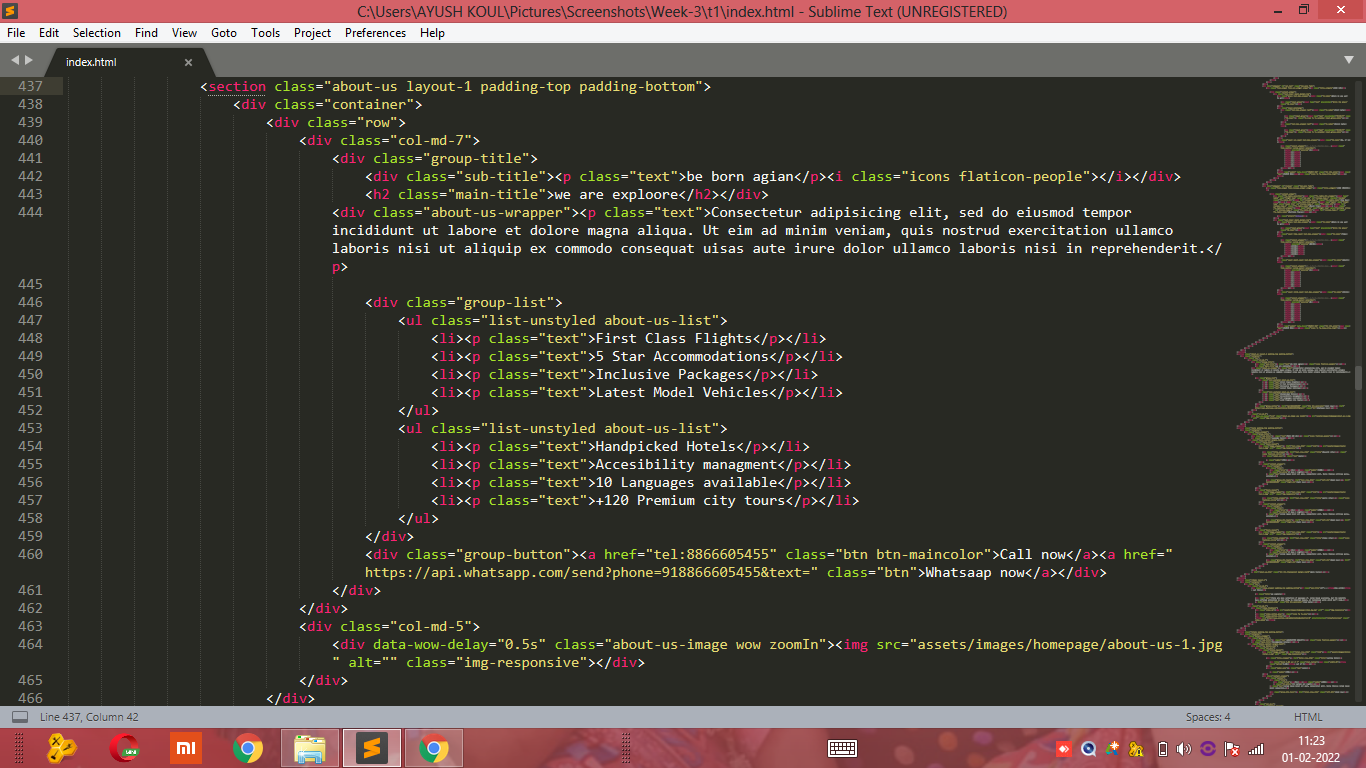 C:\Users\AYUSH KOUL\Pictures\Screenshots\Week-3\t1\index.html - Sublime Text (UNREGISTERED)
File Edit Selection Find View Goto Tools Project Preferences Help
index.html
437 <section class="about-us layout-1 padding-top padding-bottom">
438 <div class="container">
439 <div class="row">
440 <div class="col-md-7">
441 <div class="group-title">
442 <div class="sub-title"><p class="text">be born agian</p><i class="icons flaticon-people"></i></div>
443 <h2 class="main-title">we are exploore</h2></div>
444 <div class="about-us-wrapper"><p class="text">Consectetur adipisicing elit, sed do eiusmod tempor
incididunt ut labore et dolore magna aliqua. Ut eim ad minim veniam, quis nostrud exercitation ullamco
laboris nisi ut aliquip ex commodo consequat uisas aute irure dolor ullamco laboris nisi in reprehenderit.</
p>
445
446 <div class="group-list">
447 <ul class="list-unstyled about-us-list">
448 <li><p class="text">First Class Flights</p></li>
449 <li><p class="text">5 Star Accommodations</p></li>
450 <li><p class="text">Inclusive Packages</p></li>
451 <li><p class="text">Latest Model Vehicles</p></li>
452 </ul>
453 <ul class="list-unstyled about-us-list">
454 <li><p class="text">Handpicked Hotels</p></li>
455 <li><p class="text">Accesibility managment</p></li>
456 <li><p class="text">10 Languages available</p></li>
457 <li><p class="text">+120 Premium city tours</p></li>
458 </ul>
459 </div>
460 <div class="group-button"><a href="tel:8866605455" class="btn btn-maincolor">Call now</a><a href="
https://api.whatsapp.com/send?phone=918866605455&text=" class="btn">Whatsaap now</a></div>
461 </div>
462 </div>
463 <div class="col-md-5">
464 <div data-wow-delay="0.5s" class="about-us-image wow zoomIn"><img src="assets/images/homepage/about-us-1.jpg
" alt="" class="img-responsive"></div>
465 </div>
466 </div>
Line 437, Column 42
Spaces: 4 HTML
mi
11:23
01-02-2022